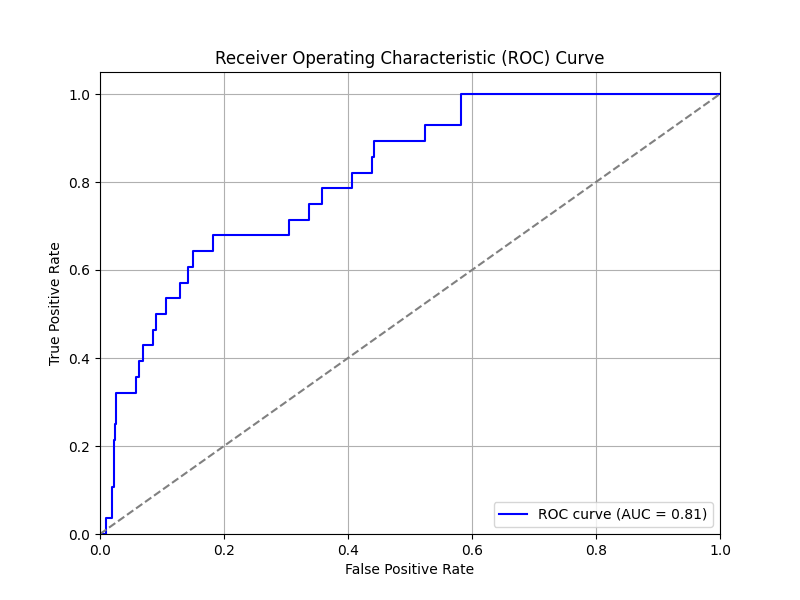 Receiver Operating Characteristic (ROC) Curve
True Positive Rate
1.0
0.8
0.6
0.4
0.2
0.0
0.0 0.2 0.4 0.6 0.8 1.0
False Positive Rate
ROC curve (AUC = 0.81)